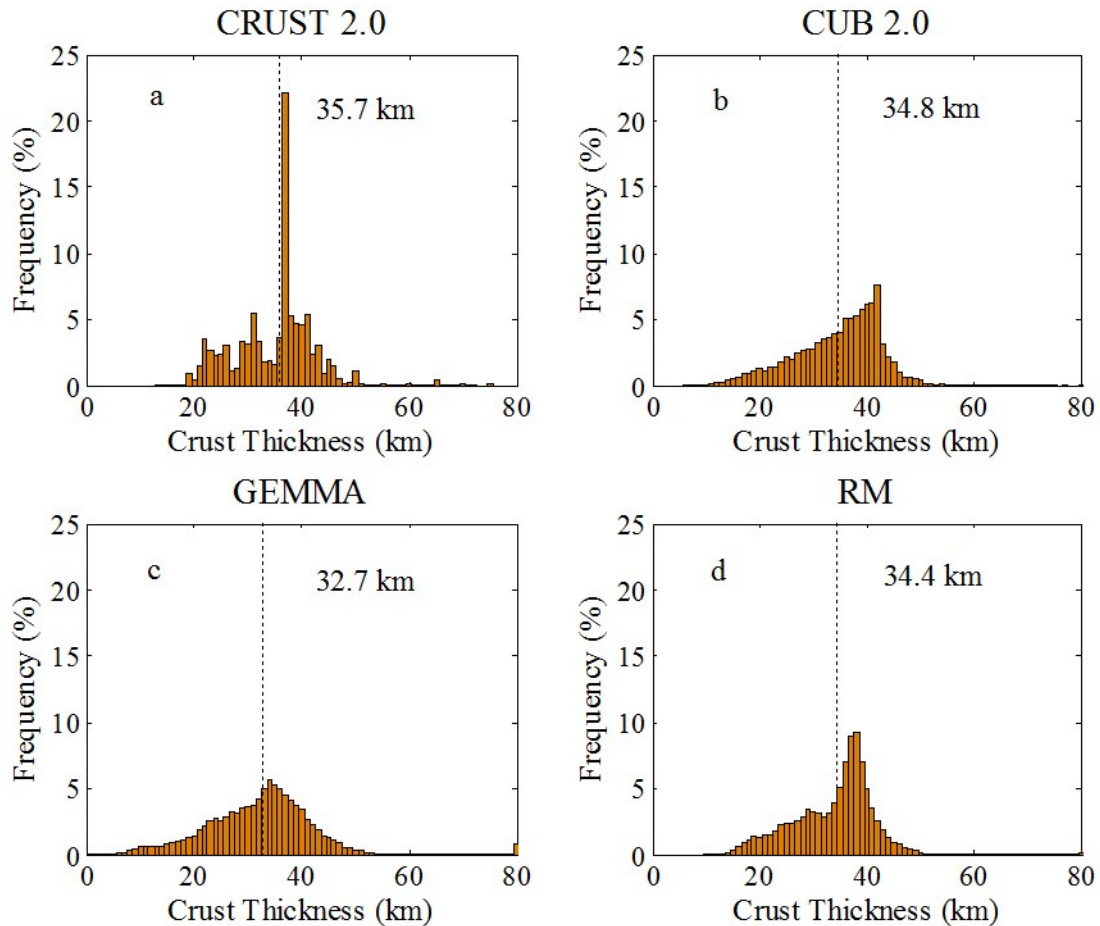 CRUST 2.0
25
20
15
10
5
0
Frequency (%)
a
35.7 km
0 20 40 60 80
Crust Thickness (km)
CUB 2.0
25
20
15
10
5
0
Frequency (%)
b
34.8 km
0 20 40 60 80
Crust Thickness (km)
GEMMA
25
20
15
10
5
0
Frequency (%)
c
32.7 km
0 20 40 60 80
Crust Thickness (km)
RM
25
20
15
10
5
0
Frequency (%)
d
34.4 km
0 20 40 60 80
Crust Thickness (km)